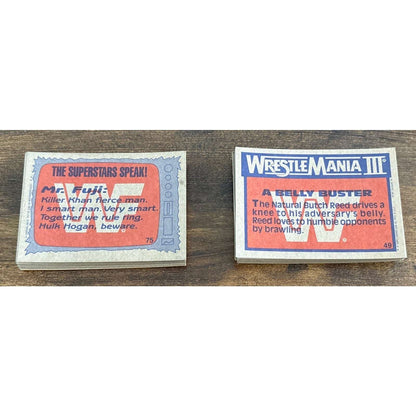 THE SUPERSTARS SPEAK!
Mr. Fuji:
Killer Khan fierce man.
I smart man. Very smart.
Together we rule ring.
Hulk Hogan, beware.
75
W
WRESTLEMANIA III
A BELLY BUSTER
The Natural Butch Reed drives a
knee to his adversary's belly.
Reed loves to humble opponents
by brawling.
49
W